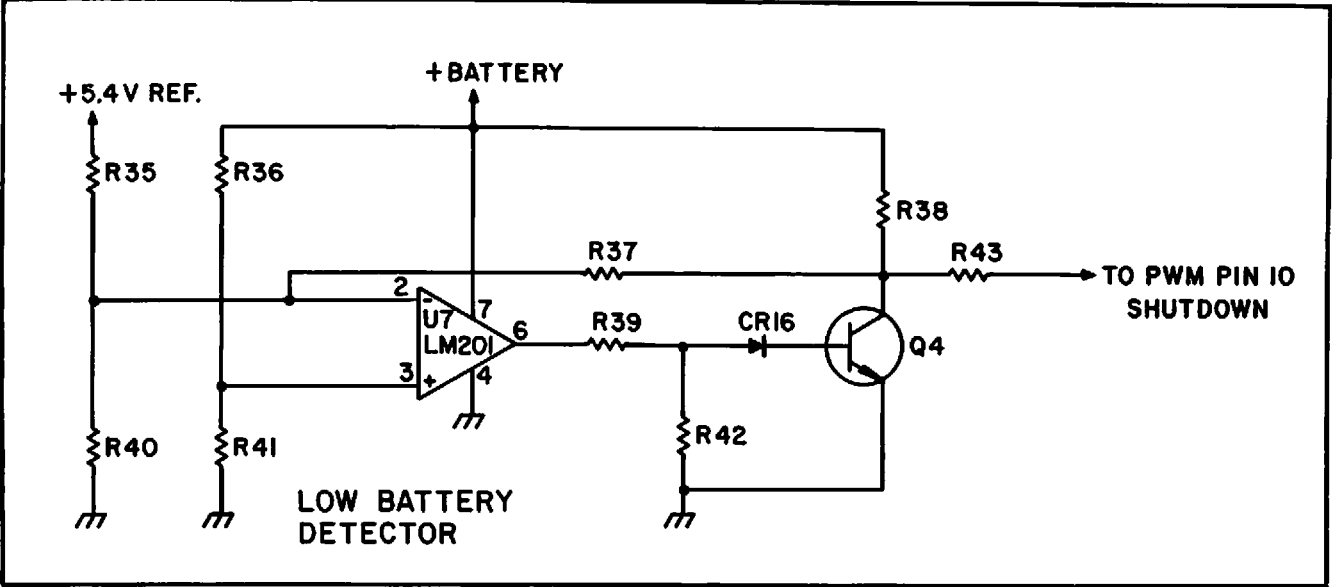 +BATTERY
+5.4V REF.
R35
R36
R38
R37
R43
TO PWM PIN 10
SHUTDOWN
2
-
7
U7
LM201
6
R39
CR16
Q4
3
+
4
R40
R41
R42
LOW BATTERY
DETECTOR